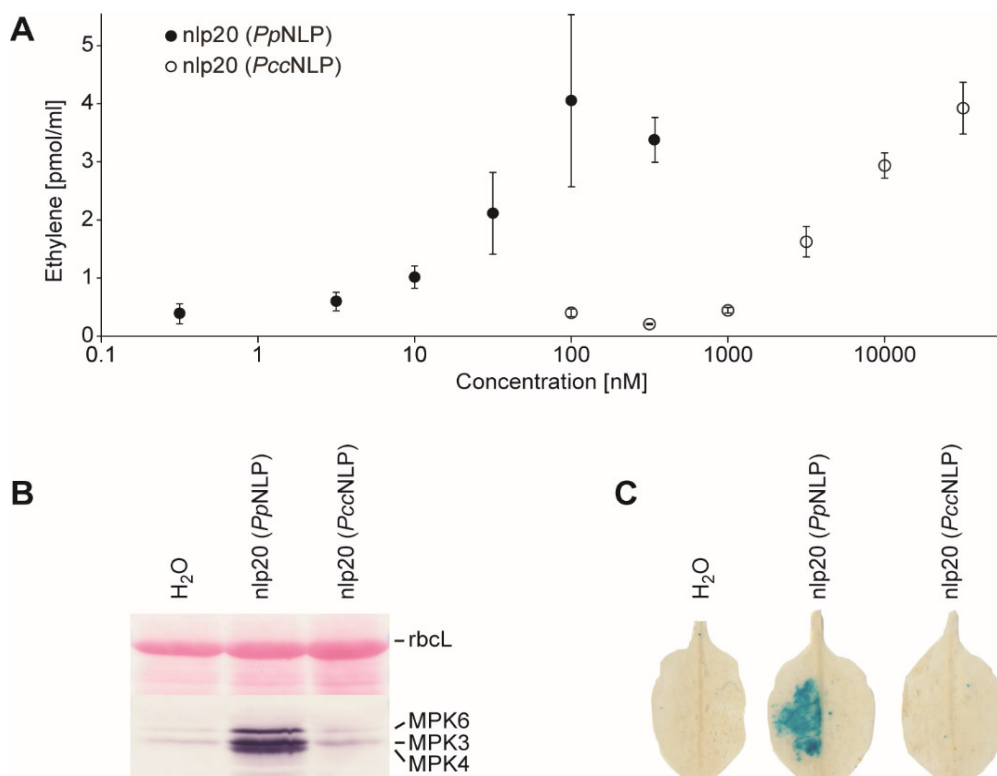 A
nlp20 (PpNLP)
nlp20 (PccNLP)
Ethylene [pmol/ml]
5
4
3
2
1
0
0.1 1 10 100 1000 10000
Concentration [nM]
B
H₂O
nlp20 (PpNLP)
nlp20 (PccNLP)
rbcL
MPK6
MPK3
MPK4
C
H₂O
nlp20 (PpNLP)
nlp20 (PccNLP)